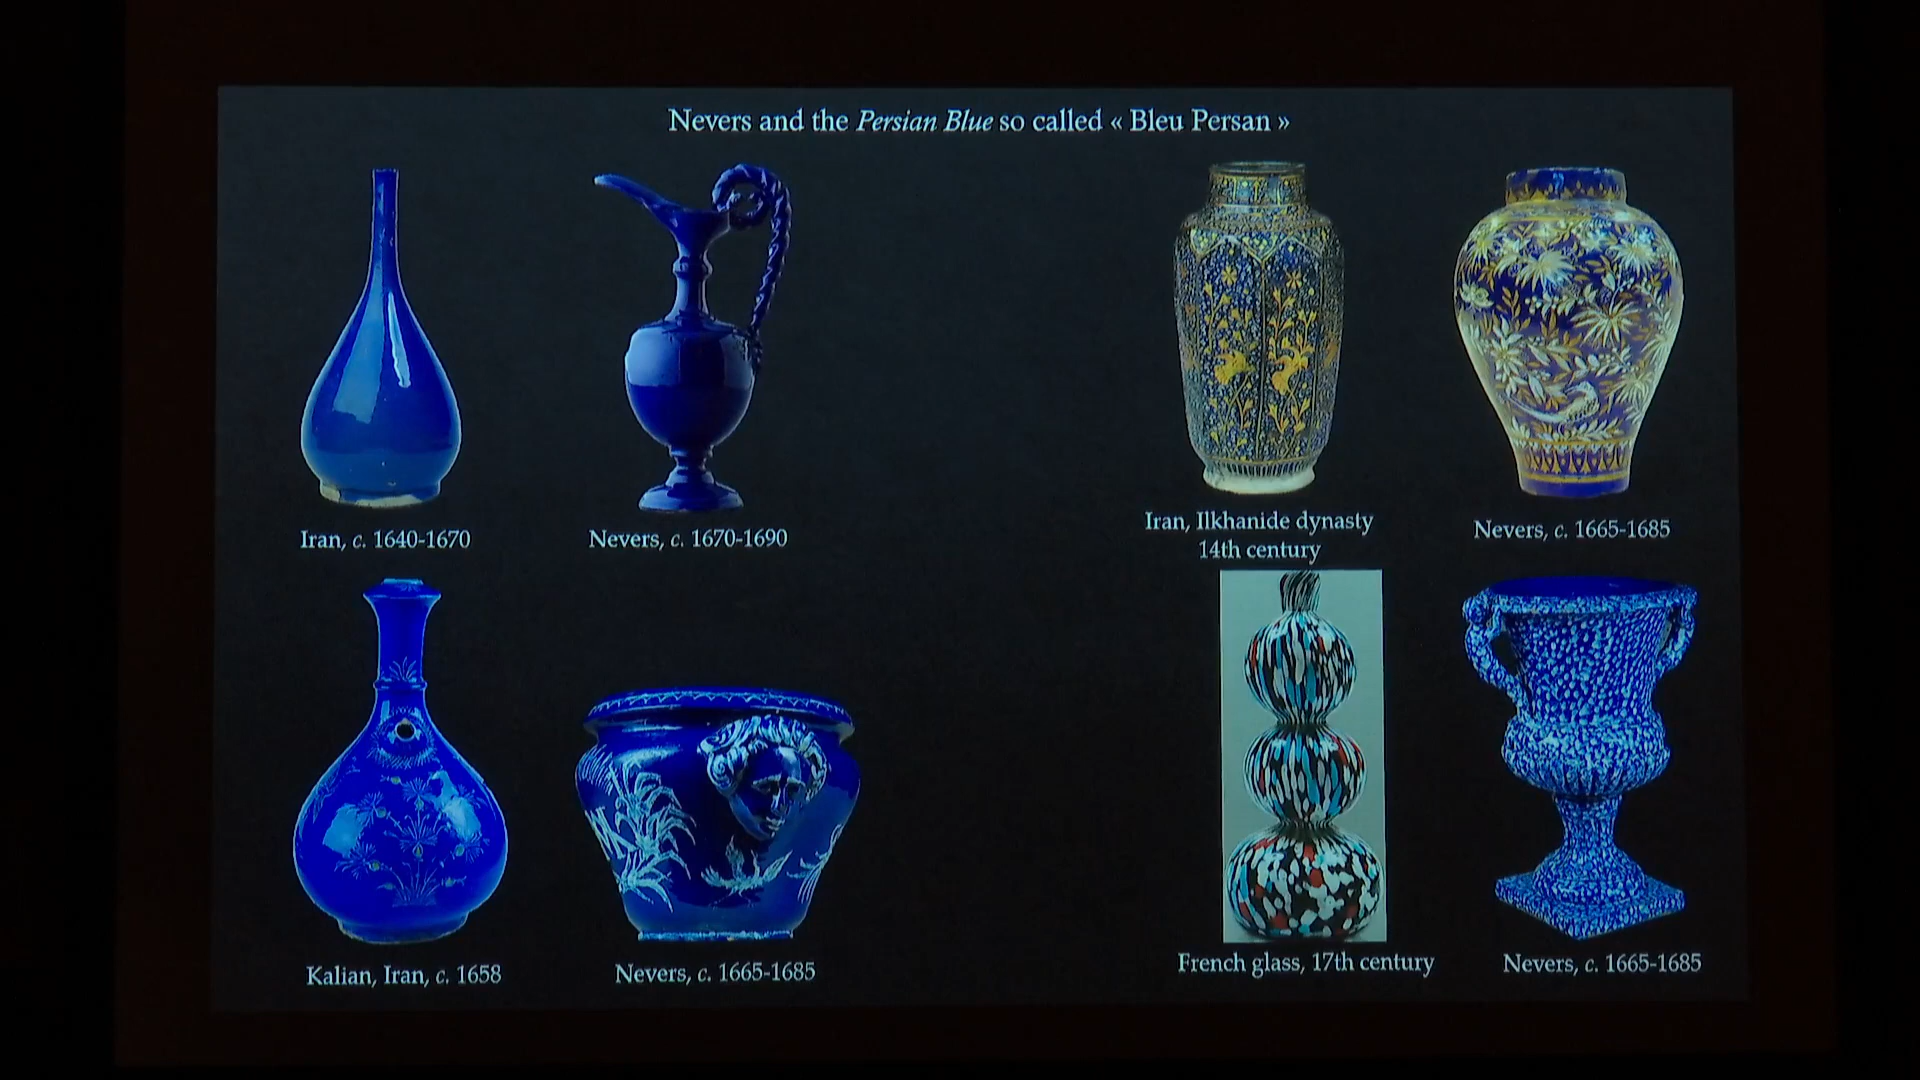 Nevers and the Persian Blue so called « Bleu Persan »
Iran, c. 1640-1670
Nevers, c. 1670-1690
Iran, Ilkhanide dynasty
14th century
Nevers, c. 1665-1685
Kalian, Iran, c. 1658
Nevers, c. 1665-1685
French glass, 17th century
Nevers, c. 1665-1685